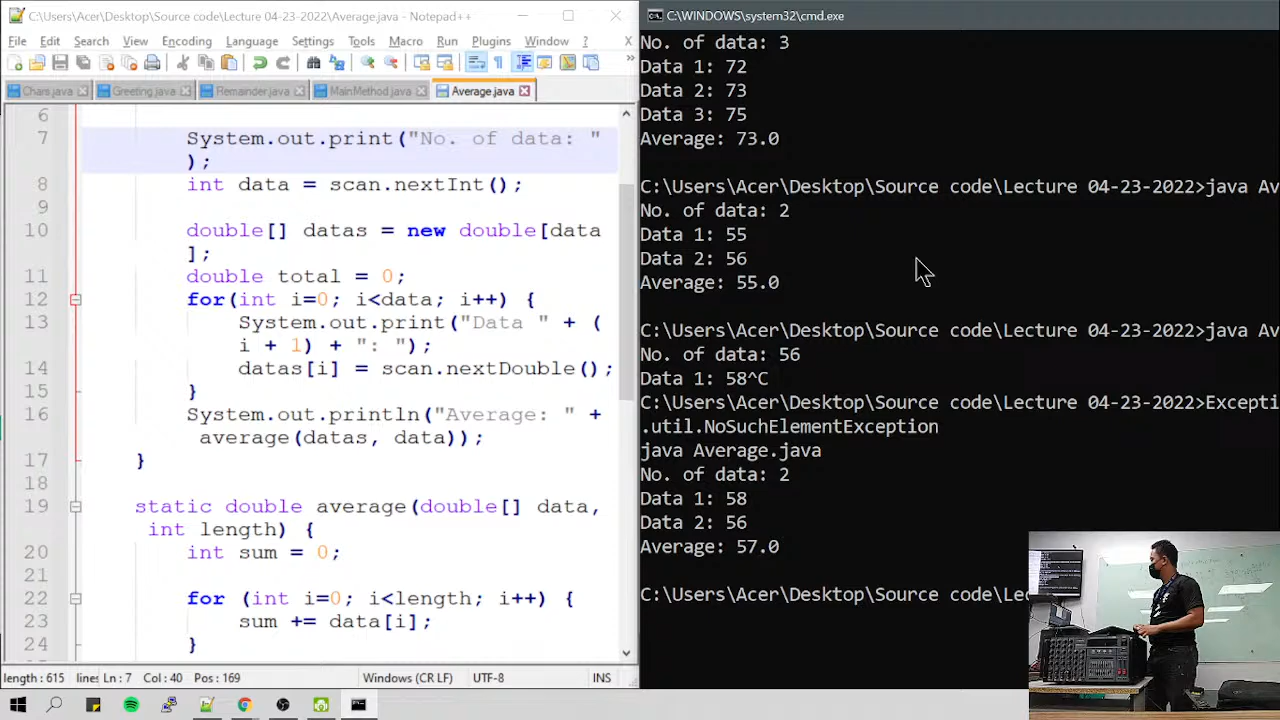 C:\Users\Acer\Desktop\Source code\Lecture 04-23-2022\Average.java - Notepad++
File Edit Search View Encoding Language Settings Tools Macro Run Plugins Window ? X
Chars.java Greeting.java Remainder.java MainMethod.java Average.java
6
7 System.out.print("No. of data: "
);
8 int data = scan.nextInt();
9
10 double[] datas = new double[data
];
11 double total = 0;
12 for(int i=0; i<data; i++) {
13 System.out.print("Data " + (
i + 1) + ": ");
14 datas[i] = scan.nextDouble();
15 }
16 System.out.println("Average: " +
average(datas, data));
17 }
18
19 static double average(double[] data,
int length) {
20 int sum = 0;
21
22 for (int i=0; i<length; i++) {
23 sum += data[i];
24 }
length: 615 lines Ln: 7 Col: 40 Pos: 169 Windows (CR LF) UTF-8 INS
C:\WINDOWS\system32\cmd.exe
No. of data: 3
Data 1: 72
Data 2: 73
Data 3: 75
Average: 73.0
C:\Users\Acer\Desktop\Source code\Lecture 04-23-2022>java Av
No. of data: 2
Data 1: 55
Data 2: 56
Average: 55.0
C:\Users\Acer\Desktop\Source code\Lecture 04-23-2022>java Av
No. of data: 56
Data 1: 58^C
C:\Users\Acer\Desktop\Source code\Lecture 04-23-2022>Excepti
.util.NoSuchElementException
java Average.java
No. of data: 2
Data 1: 58
Data 2: 56
Average: 57.0
C:\Users\Acer\Desktop\Source code\Le